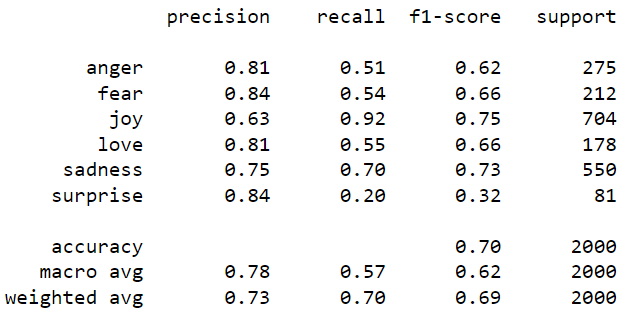 precision recall f1-score support
anger 0.81 0.51 0.62 275
fear 0.84 0.54 0.66 212
joy 0.63 0.92 0.75 704
love 0.81 0.55 0.66 178
sadness 0.75 0.70 0.73 550
surprise 0.84 0.20 0.32 81
accuracy 0.70 2000
macro avg 0.78 0.57 0.62 2000
weighted avg 0.73 0.70 0.69 2000